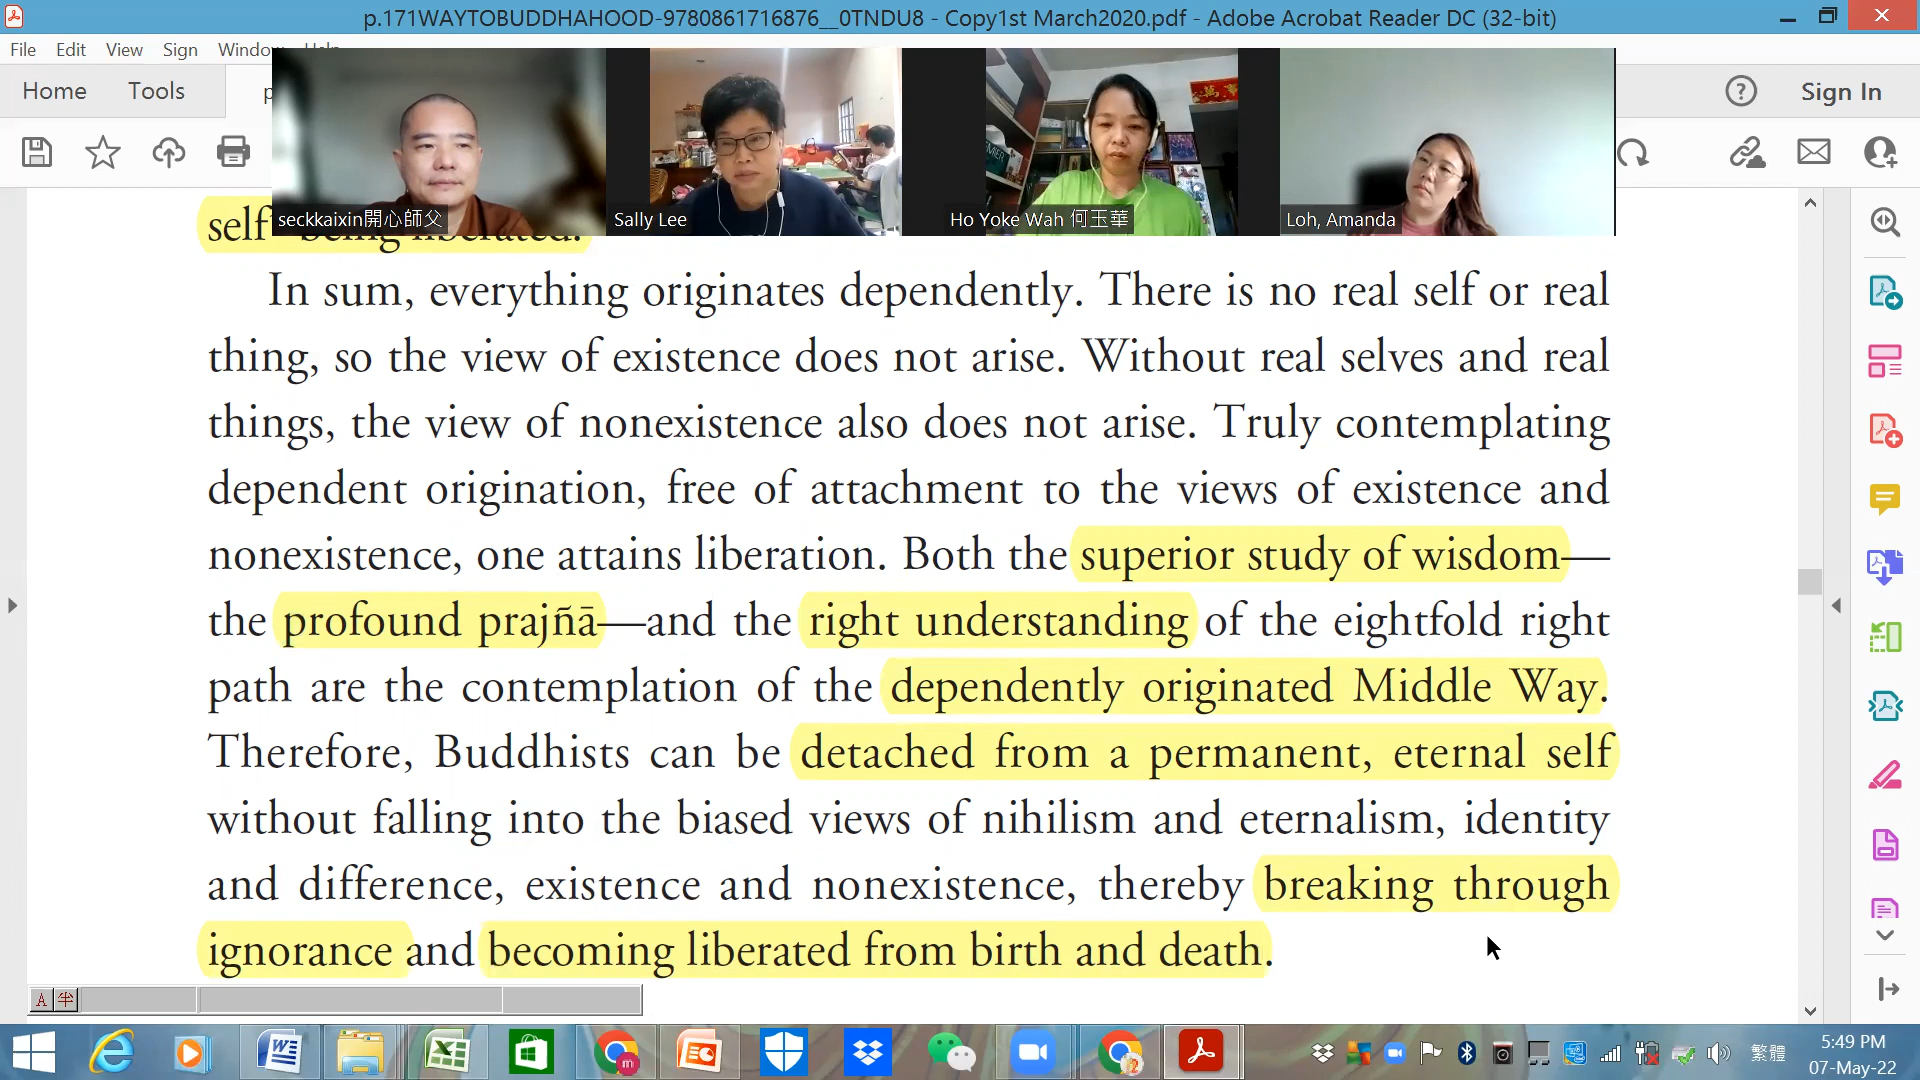 p.171WAYTOBUDDHAHOOD-9780861716876__0TNDU8 - Copy1st March2020.pdf - Adobe Acrobat Reader DC (32-bit)
File Edit View Sign Window Help
Home Tools
Sign In
seckkaixin開心師父
Sally Lee
Ho Yoke Wah 何玉華
Loh, Amanda
self" being liberated.
In sum, everything originates dependently. There is no real self or real
thing, so the view of existence does not arise. Without real selves and real
things, the view of nonexistence also does not arise. Truly contemplating
dependent origination, free of attachment to the views of existence and
nonexistence, one attains liberation. Both the superior study of wisdom—
the profound prajñā—and the right understanding of the eightfold right
path are the contemplation of the dependently originated Middle Way.
Therefore, Buddhists can be detached from a permanent, eternal self
without falling into the biased views of nihilism and eternalism, identity
and difference, existence and nonexistence, thereby breaking through
ignorance and becoming liberated from birth and death.
A 半
繁體
5:49 PM
07-May-22